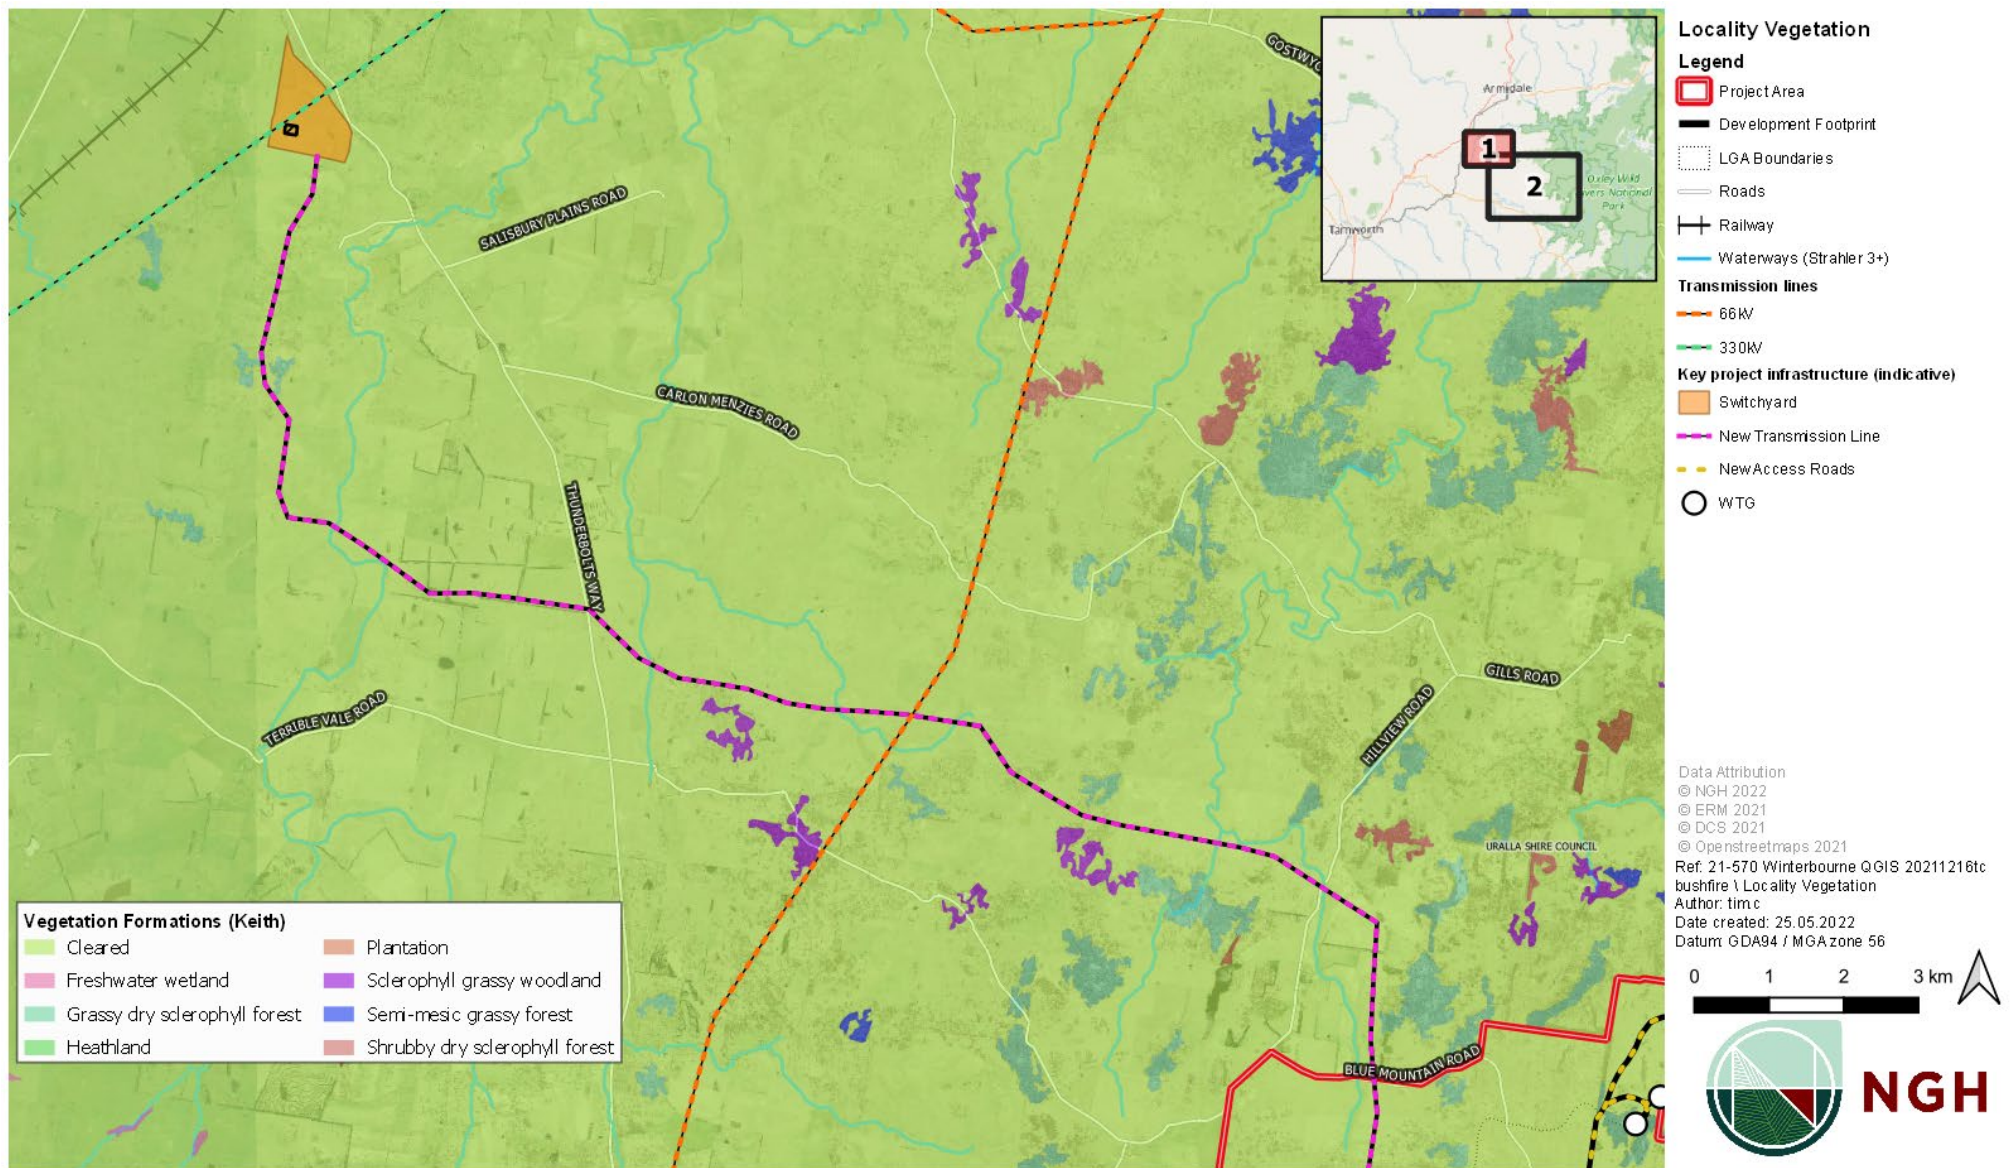 GOSTWYC
SALISBURY PLAINS ROAD
CARLON MENZIES ROAD
THUNDERBOLTS WAY
TERRIBLE VALE ROAD
GILLS ROAD
HILLVIEW ROAD
URALLA SHIRE COUNCIL
BLUE MOUNTAIN ROAD
Armidale
1
2
Oxley Wild
vers National
Park
Tamworth
Vegetation Formations (Keith)
Cleared
Freshwater wetland
Grassy dry sclerophyll forest
Heathland
Plantation
Sclerophyll grassy woodland
Semi-mesic grassy forest
Shrubby dry sclerophyll forest
Locality Vegetation
Legend
Project Area
Development Footprint
LGA Boundaries
Roads
Railway
Waterways (Strahler 3+)
Transmission lines
66kV
330kV
Key project infrastructure (indicative)
Switchyard
New Transmission Line
New Access Roads
WTG
Data Attribution
© NGH 2022
© ERM 2021
© DCS 2021
© Openstreetmaps 2021
Ref: 21-570 Winterbourne QGIS 20211216tc
bushfire \ Locality Vegetation
Author: tim.c
Date created: 25.05.2022
Datum: GDA94 / MGA zone 56
0 1 2 3 km
NGH